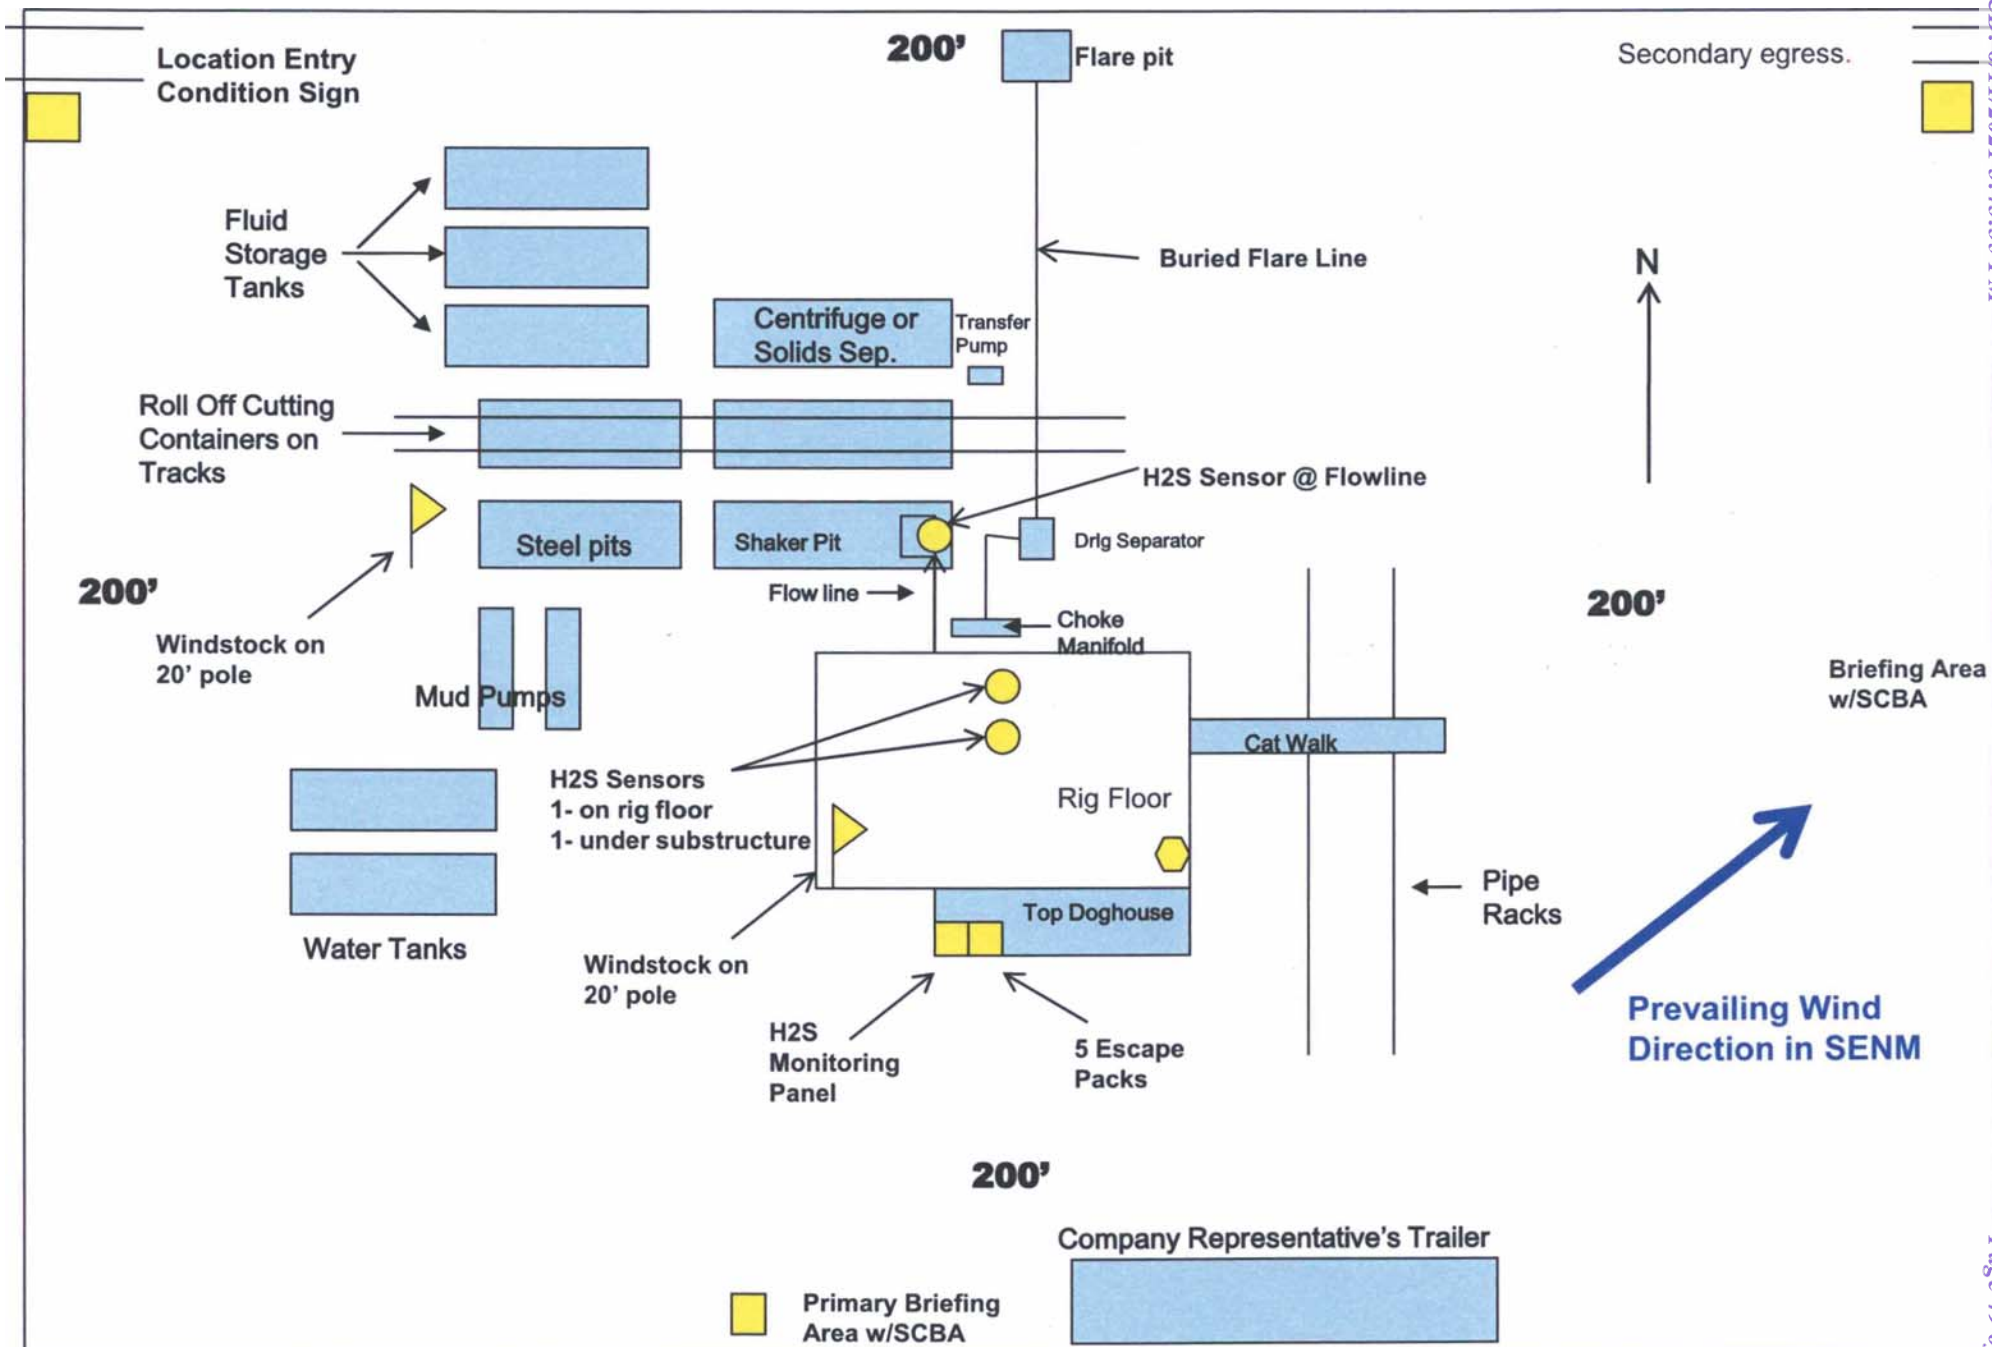 Location Entry
Condition Sign
200'
Flare pit
Secondary egress.
Fluid
Storage
Tanks
Buried Flare Line
N
Centrifuge or
Solids Sep.
Transfer
Pump
Roll Off Cutting
Containers on
Tracks
H2S Sensor @ Flowline
Steel pits
Shaker Pit
Drlg Separator
200'
Flow line
200'
Windstock on
20' pole
Choke
Manifold
Briefing Area
w/SCBA
Mud Pumps
Cat Walk
H2S Sensors
1- on rig floor
1- under substructure
Rig Floor
Pipe
Racks
Top Doghouse
Water Tanks
Windstock on
20' pole
H2S
Monitoring
Panel
5 Escape
Packs
Prevailing Wind
Direction in SENM
200'
Company Representative's Trailer
Primary Briefing
Area w/SCBA